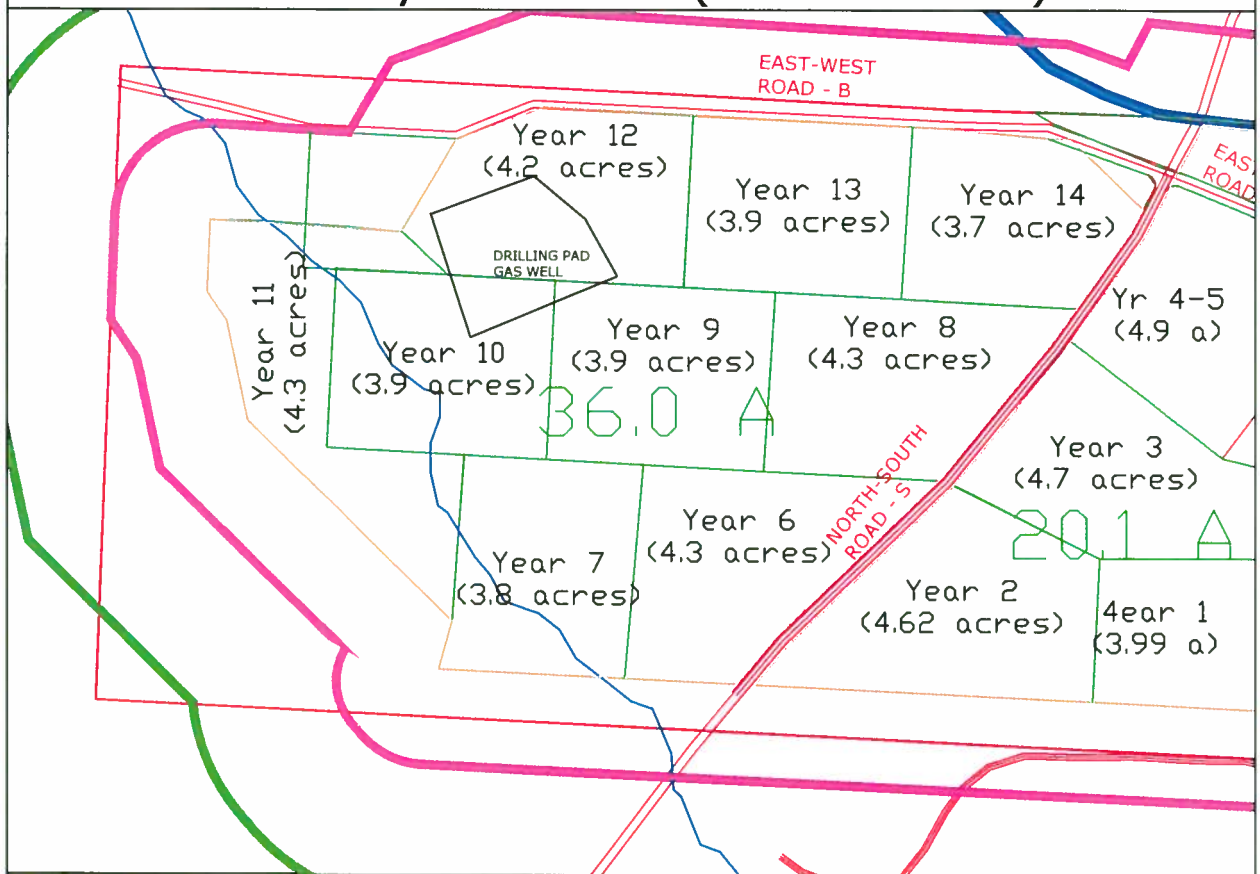 EAST-WEST
ROAD - B
Year 12
(4.2 acres)
Year 13
(3.9 acres)
Year 14
(3.7 acres)
EAS
ROAD
DRILLING PAD
GAS WELL
Year 11
(4.3 acres)
Yr 4-5
(4.9 a)
Year 10
(3.9 acres)
Year 9
(3.9 acres)
Year 8
(4.3 acres)
36.0 A
Year 3
(4.7 acres)
NORTH-SOUTH
ROAD - S
20.1 A
Year 6
(4.3 acres)
Year 7
(3.8 acres)
Year 2
(4.62 acres)
4ear 1
(3.99 a)